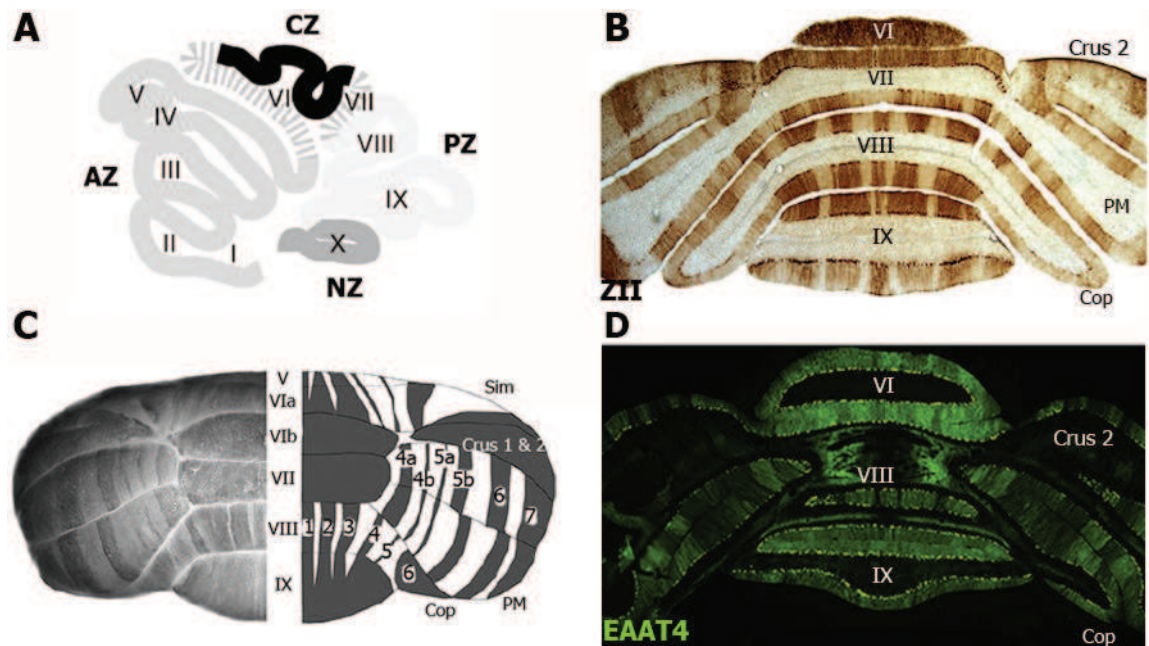 A
CZ
V
IV
VI
VII
VIII
PZ
AZ
III
IX
II
I
X
NZ
B
VI
Crus 2
VII
VIII
PM
IX
ZII
Cop
C
V
Sim
VIa
VIb
Crus 1 & 2
4a
5a
VII
4b
5b
6
7
VIII
1
2
3
4
5
6
IX
Cop
PM
D
VI
Crus 2
VIII
IX
EAAT4
Cop